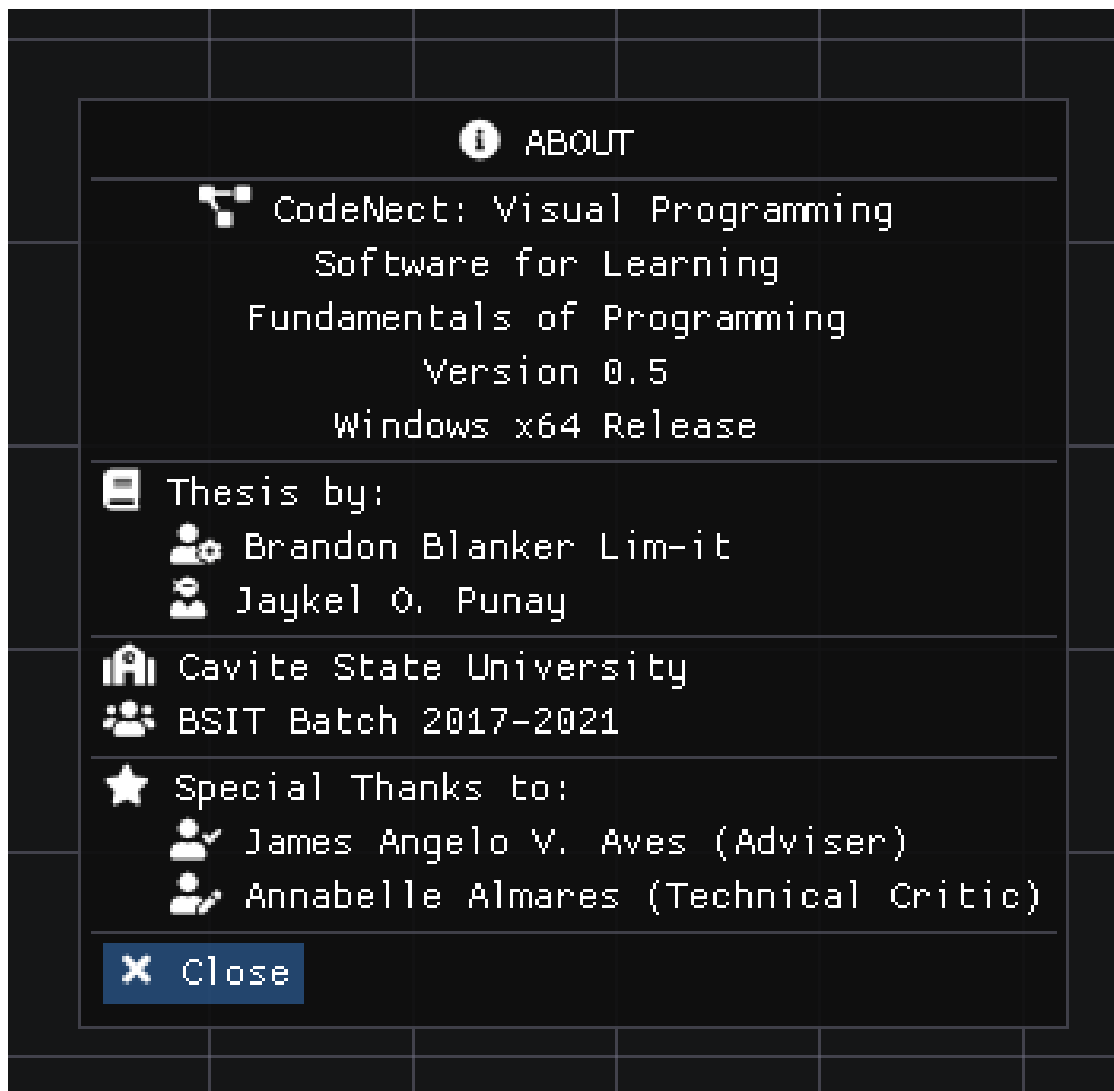 ABOUT
CodeNect: Visual Programming
Software for Learning
Fundamentals of Programming
Version 0.5
Windows x64 Release
Thesis by:
Brandon Blanker Lim-it
Jaykel O. Punay
Cavite State University
BSIT Batch 2017-2021
Special Thanks to:
James Angelo V. Aves (Adviser)
Annabelle Almares (Technical Critic)
Close